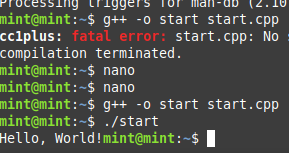 Processing triggers for man-db (2.10
mint@mint:~$ g++ -o start start.cpp
cc1plus: fatal error: start.cpp: No s
compilation terminated.
mint@mint:~$ nano
mint@mint:~$ nano
mint@mint:~$ g++ -o start start.cpp
mint@mint:~$ ./start
Hello, World!mint@mint:~$